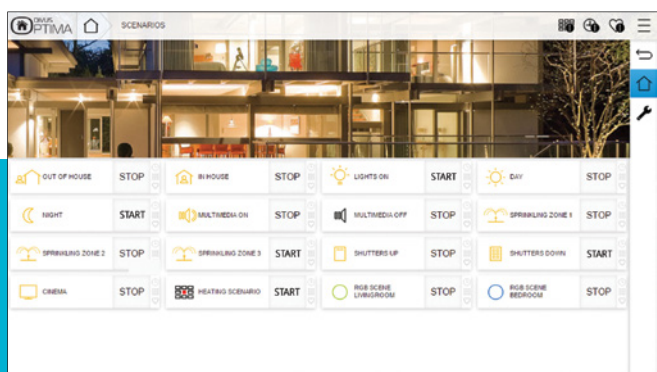 DIVUS
OPTIMA
SCENARIOS
OUT OF HOUSE STOP
IN HOUSE STOP
LIGHTS ON START
DAY STOP
NIGHT START
MULTIMEDIA ON STOP
MULTIMEDIA OFF STOP
SPRINKLING ZONE 1 STOP
SPRINKLING ZONE 2 STOP
SPRINKLING ZONE 3 START
SHUTTERS UP STOP
SHUTTERS DOWN START
CINEMA STOP
HEATING SCENARIO START
RGB SCENE
LIVINGROOM STOP
RGB SCENE
BEDROOM STOP